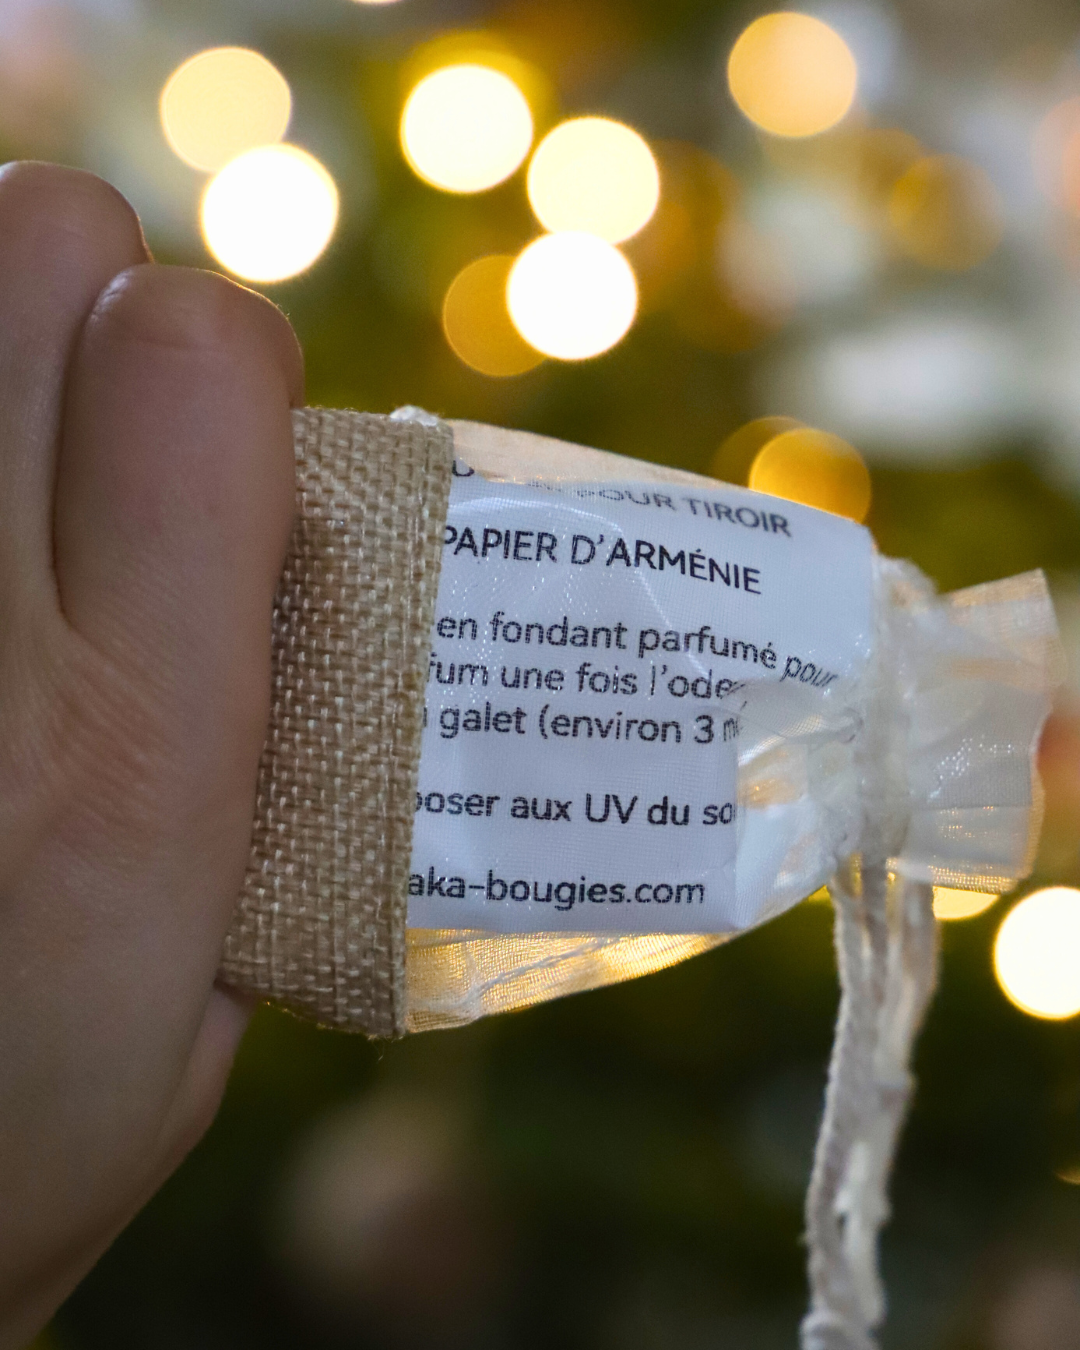 POUR TIROIR
PAPIER D'ARMÉNIE
en fondant parfumé pour
fum une fois l'ode
galet (environ 3
poser aux UV du so
aka-bougies.com